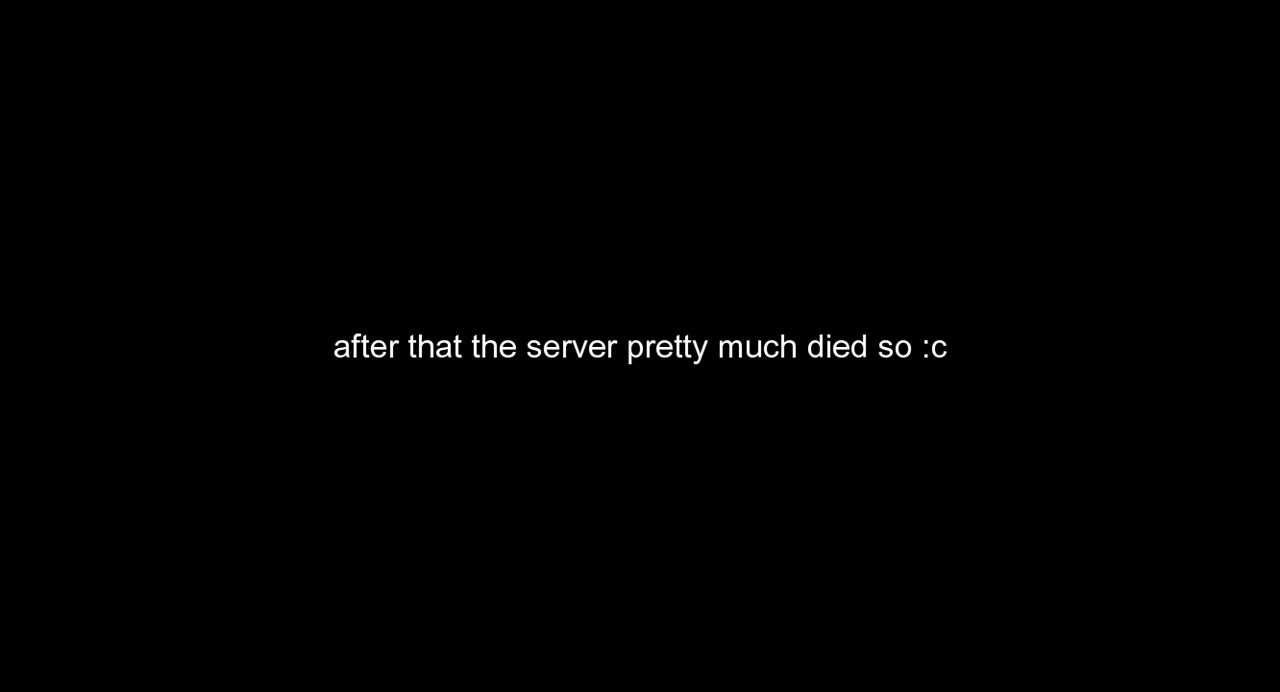 after that the server pretty much died so :c